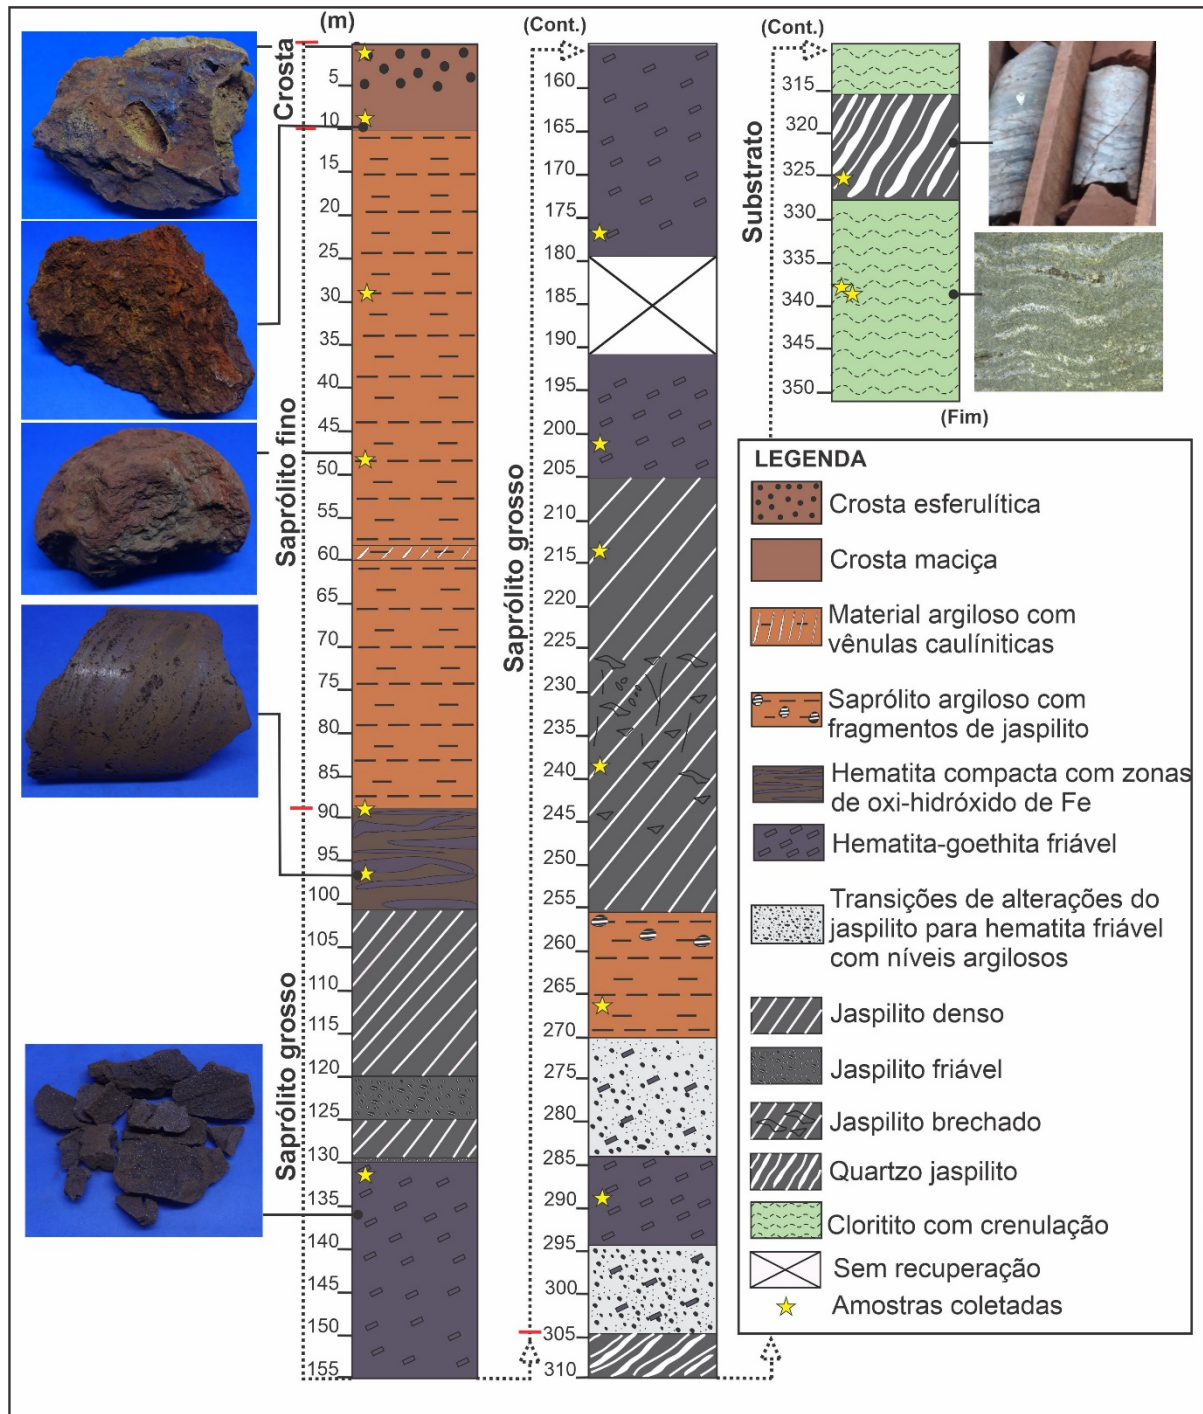 (m)
Crosta
5
10
15
20
25
30
35
40
45
50
55
60
65
70
75
80
85
90
95
100
105
110
115
120
125
130
135
140
145
150
155
Saprólito fino
Saprólito grosso
(Cont.)
160
165
170
175
180
185
190
195
200
205
210
215
220
225
230
235
240
245
250
255
260
265
270
275
280
285
290
295
300
305
310
Saprólito grosso
(Cont.)
315
320
325
330
335
340
345
350
Substrato
(Fim)
LEGENDA
Crosta esferulítica
Crosta maciça
Material argiloso com
vênulas caulíniticas
Saprólito argiloso com
fragmentos de jaspilito
Hematita compacta com zonas
de oxi-hidróxido de Fe
Hematita-goethita friável
Transições de alterações do
jaspilito para hematita friável
com níveis argilosos
Jaspilito denso
Jaspilito friável
Jaspilito brechado
Quartzo jaspilito
Cloritito com crenulação
Sem recuperação
Amostras coletadas